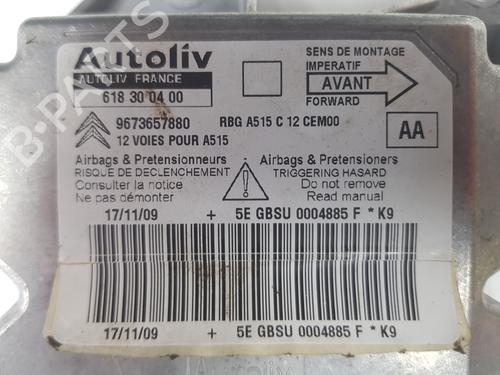 Autoliv
AUTOLIV FRANCE
618 30 04 00
SENS DE MONTAGE
IMPERATIF
AVANT
FORWARD
9673657880
RBG A515 C 12 CEM00
12 VOIES POUR A515
AA
Airbags & Pretensionneurs
RISQUE DE DECLENCHEMENT
Consulter la notice
Ne pas démonter
Airbags & Pretensioners
TRIGGERING HASARD
Do not remove
Read manual
17/11/09 + 5E GBSU 0004885 F * K9
17/11/09 + 5E GBSU 0004885 F * K9
Autoliv
B-PARTS